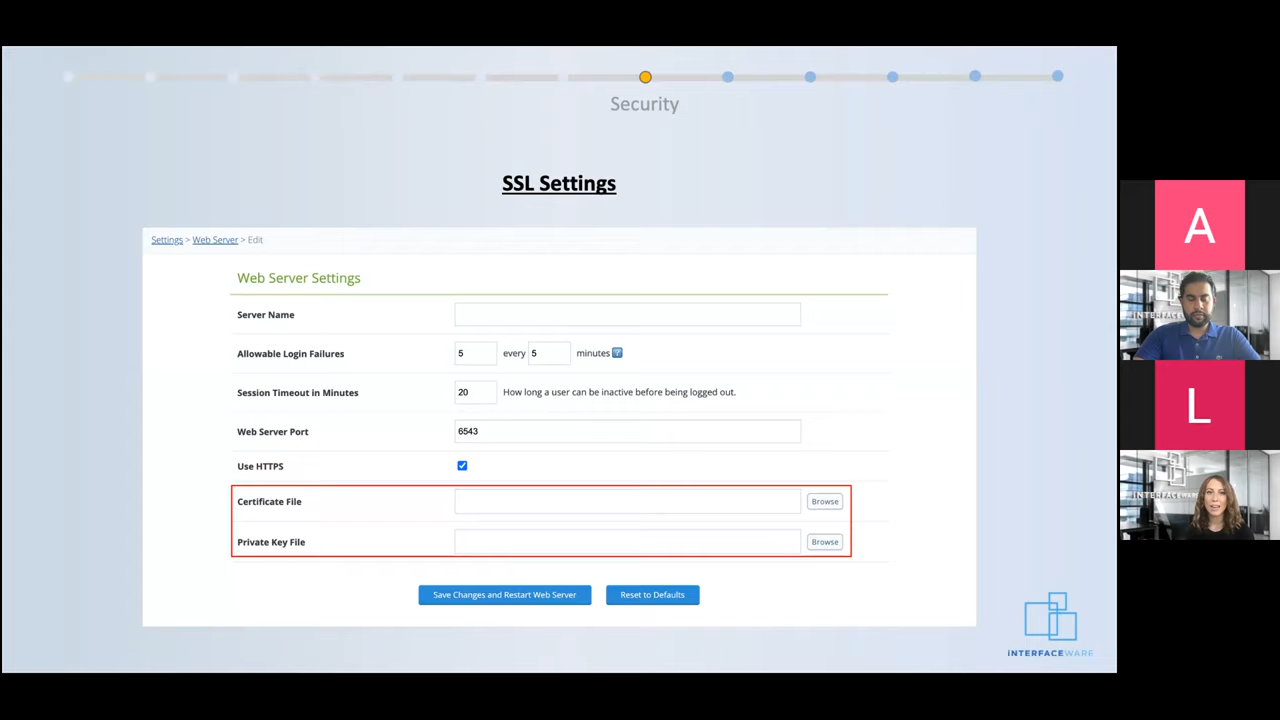 Security
SSL Settings
Settings > Web Server > Edit
Web Server Settings
Server Name
Allowable Login Failures 5 every 5 minutes ?
Session Timeout in Minutes 20 How long a user can be inactive before being logged out.
Web Server Port 6543
Use HTTPS
Certificate File Browse
Private Key File Browse
Save Changes and Restart Web Server Reset to Defaults
iNTERFACEWARE
A
L